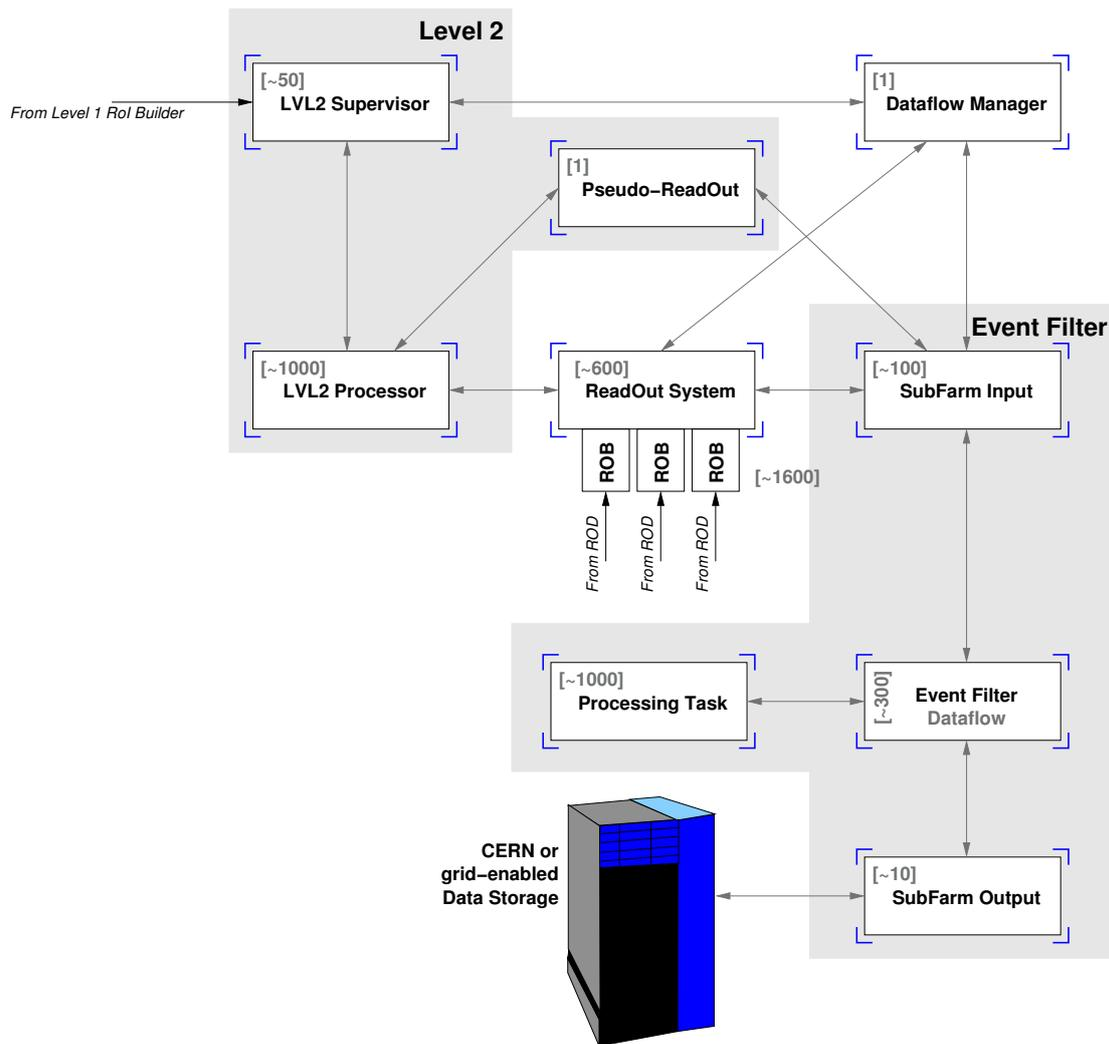 Level 2
[~50]
LVL2 Supervisor
[1]
Dataflow Manager
From Level 1 RoI Builder
[1]
Pseudo−ReadOut
Event Filter
[~1000]
LVL2 Processor
[~600]
ReadOut System
[~100]
SubFarm Input
ROB
ROB
ROB
[~1600]
From ROD
From ROD
From ROD
[~1000]
Processing Task
[~300]
Event Filter
Dataflow
CERN or
grid−enabled
Data Storage
[~10]
SubFarm Output